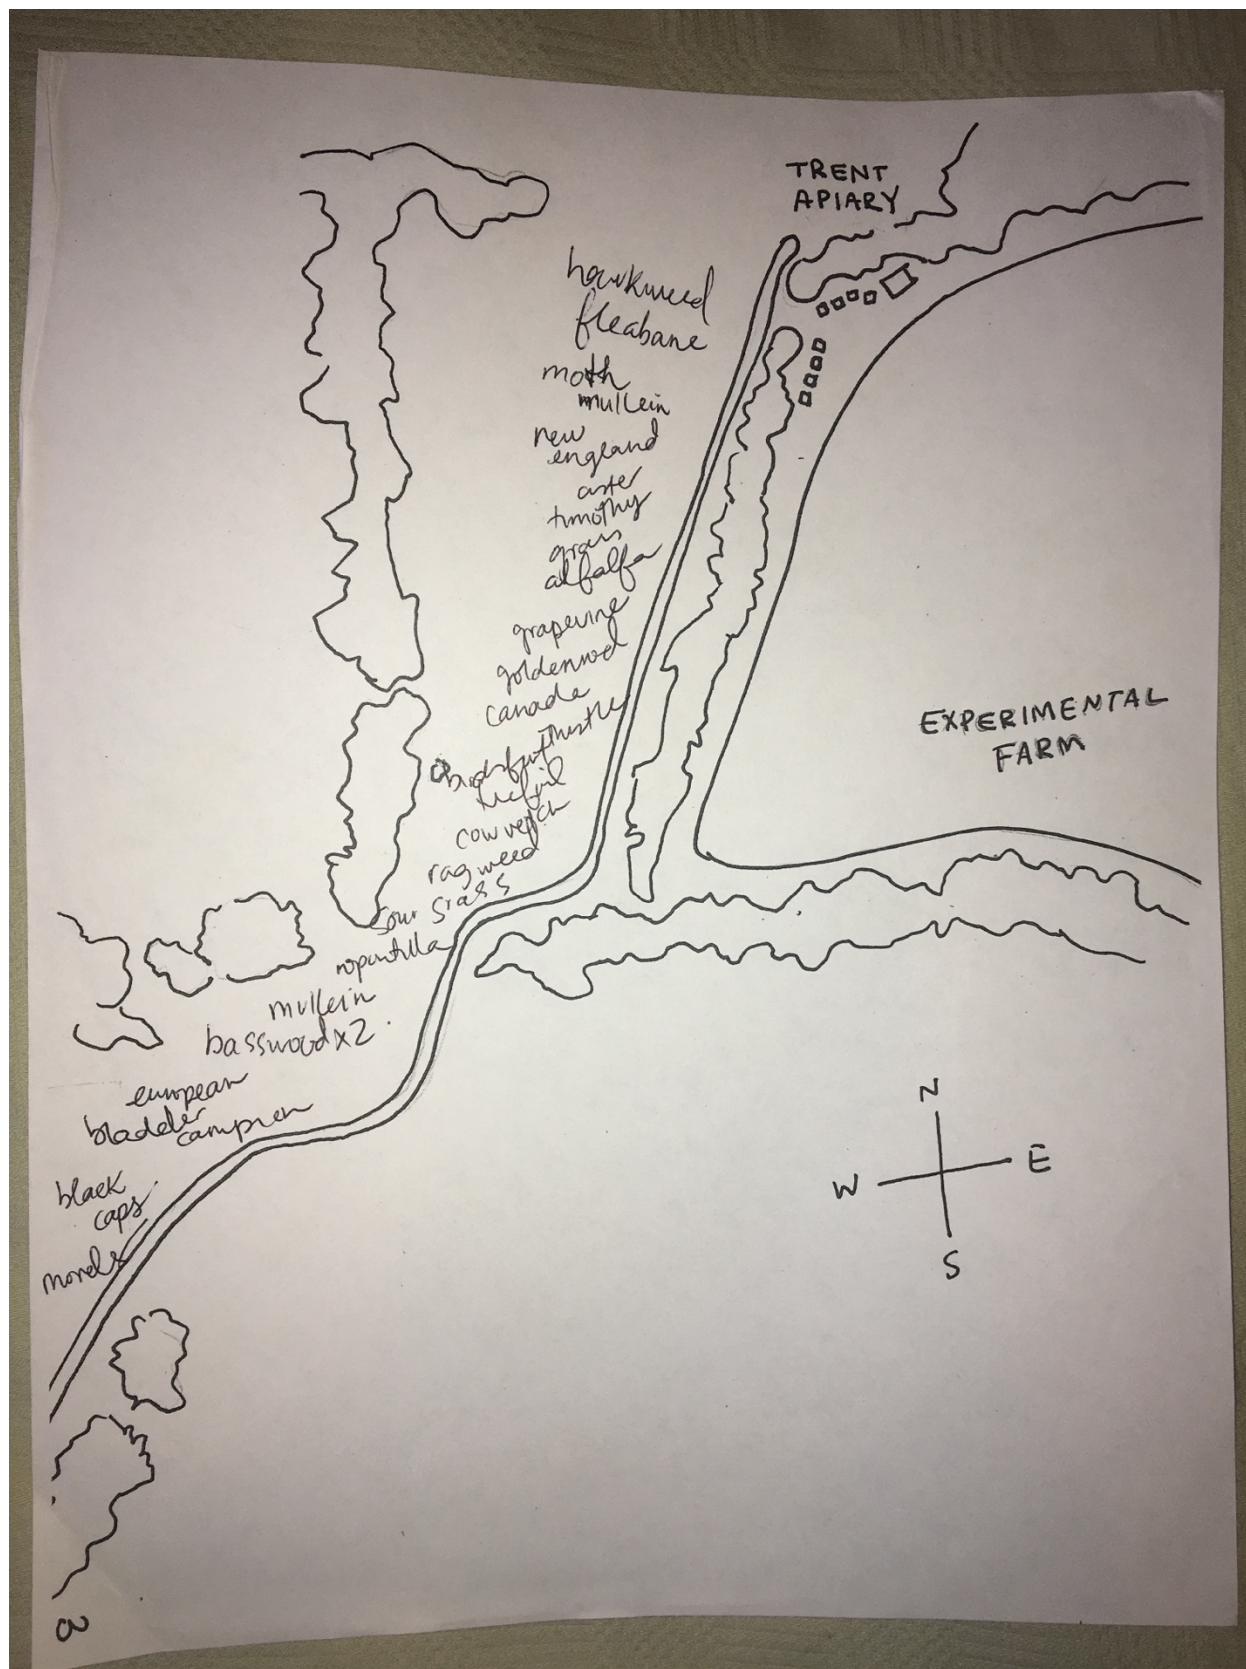 TRENT
APIARY
hawkweed
fleabane
moth
mullein
new
england
aster
timothy
grass
alfalfa
grapevine
goldenrod
canada
thistle
birdsfoot
trefoil
cow vetch
ragweed
sour grass
mullein
basswood x2
european
bladder
campion
black
caps
morels
EXPERIMENTAL
FARM
N
W
E
S
3